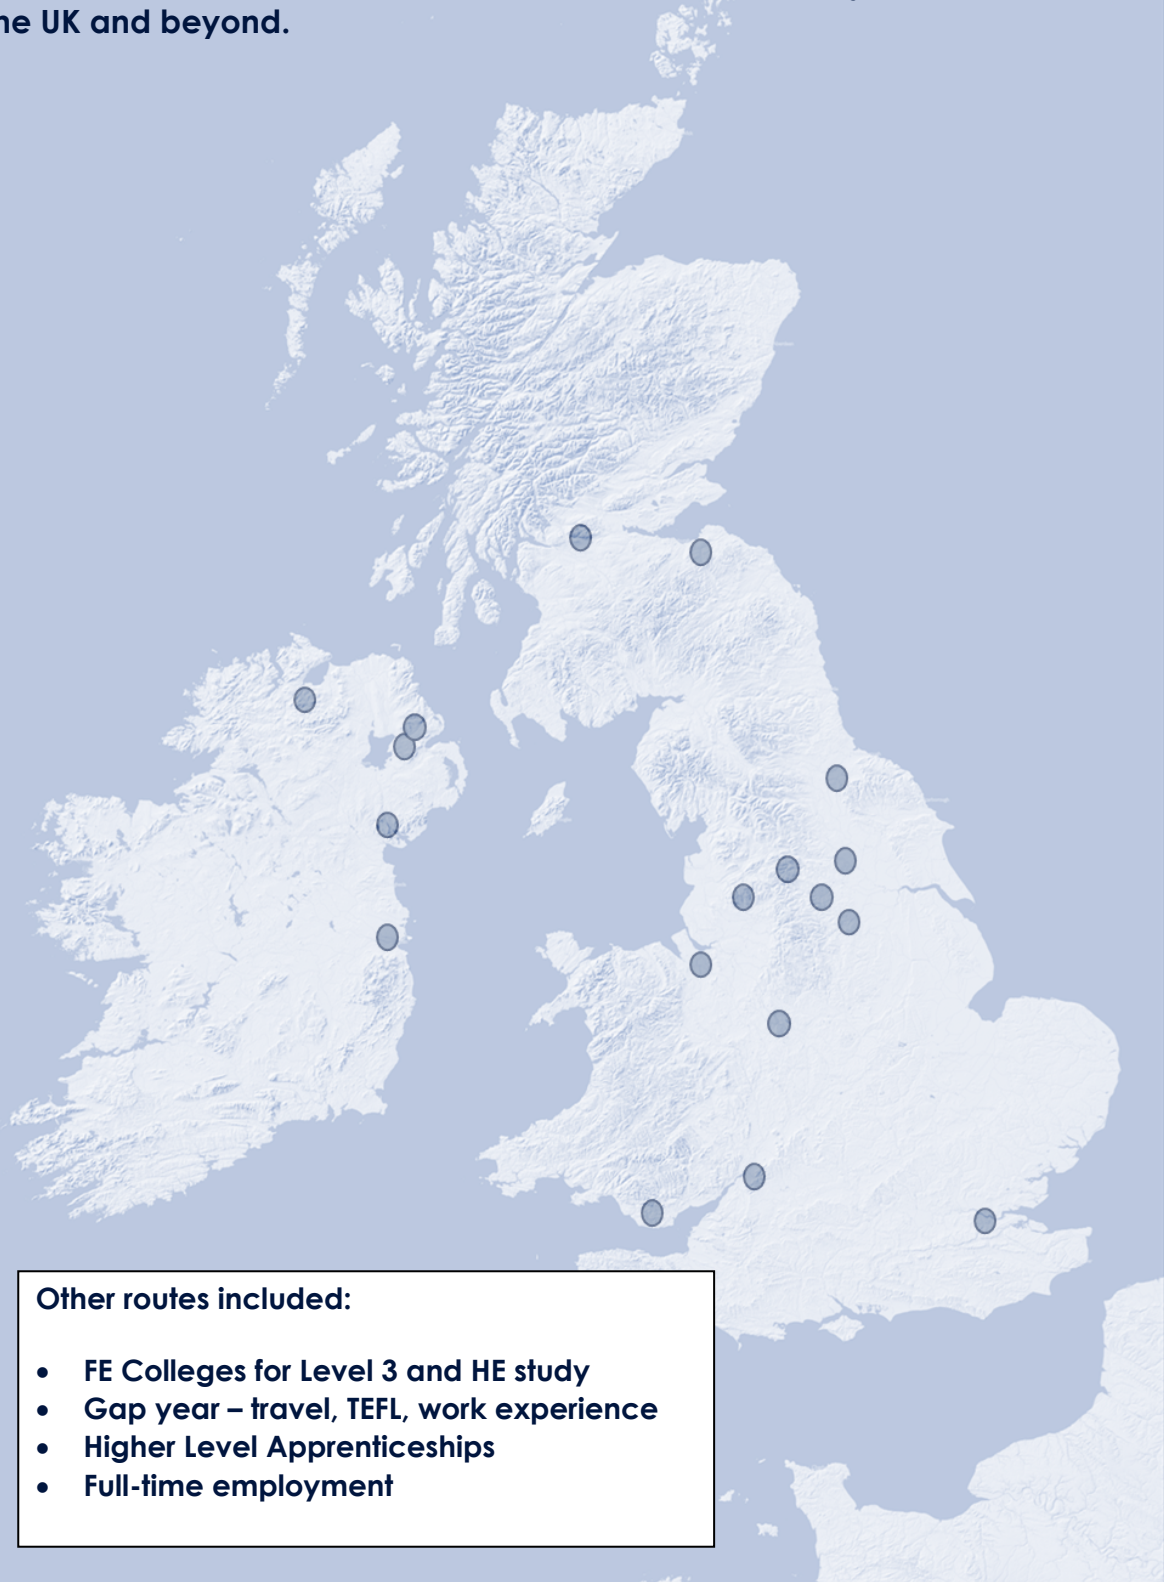 he UK and beyond.
Other routes included:
• FE Colleges for Level 3 and HE study
• Gap year – travel, TEFL, work experience
• Higher Level Apprenticeships
• Full-time employment